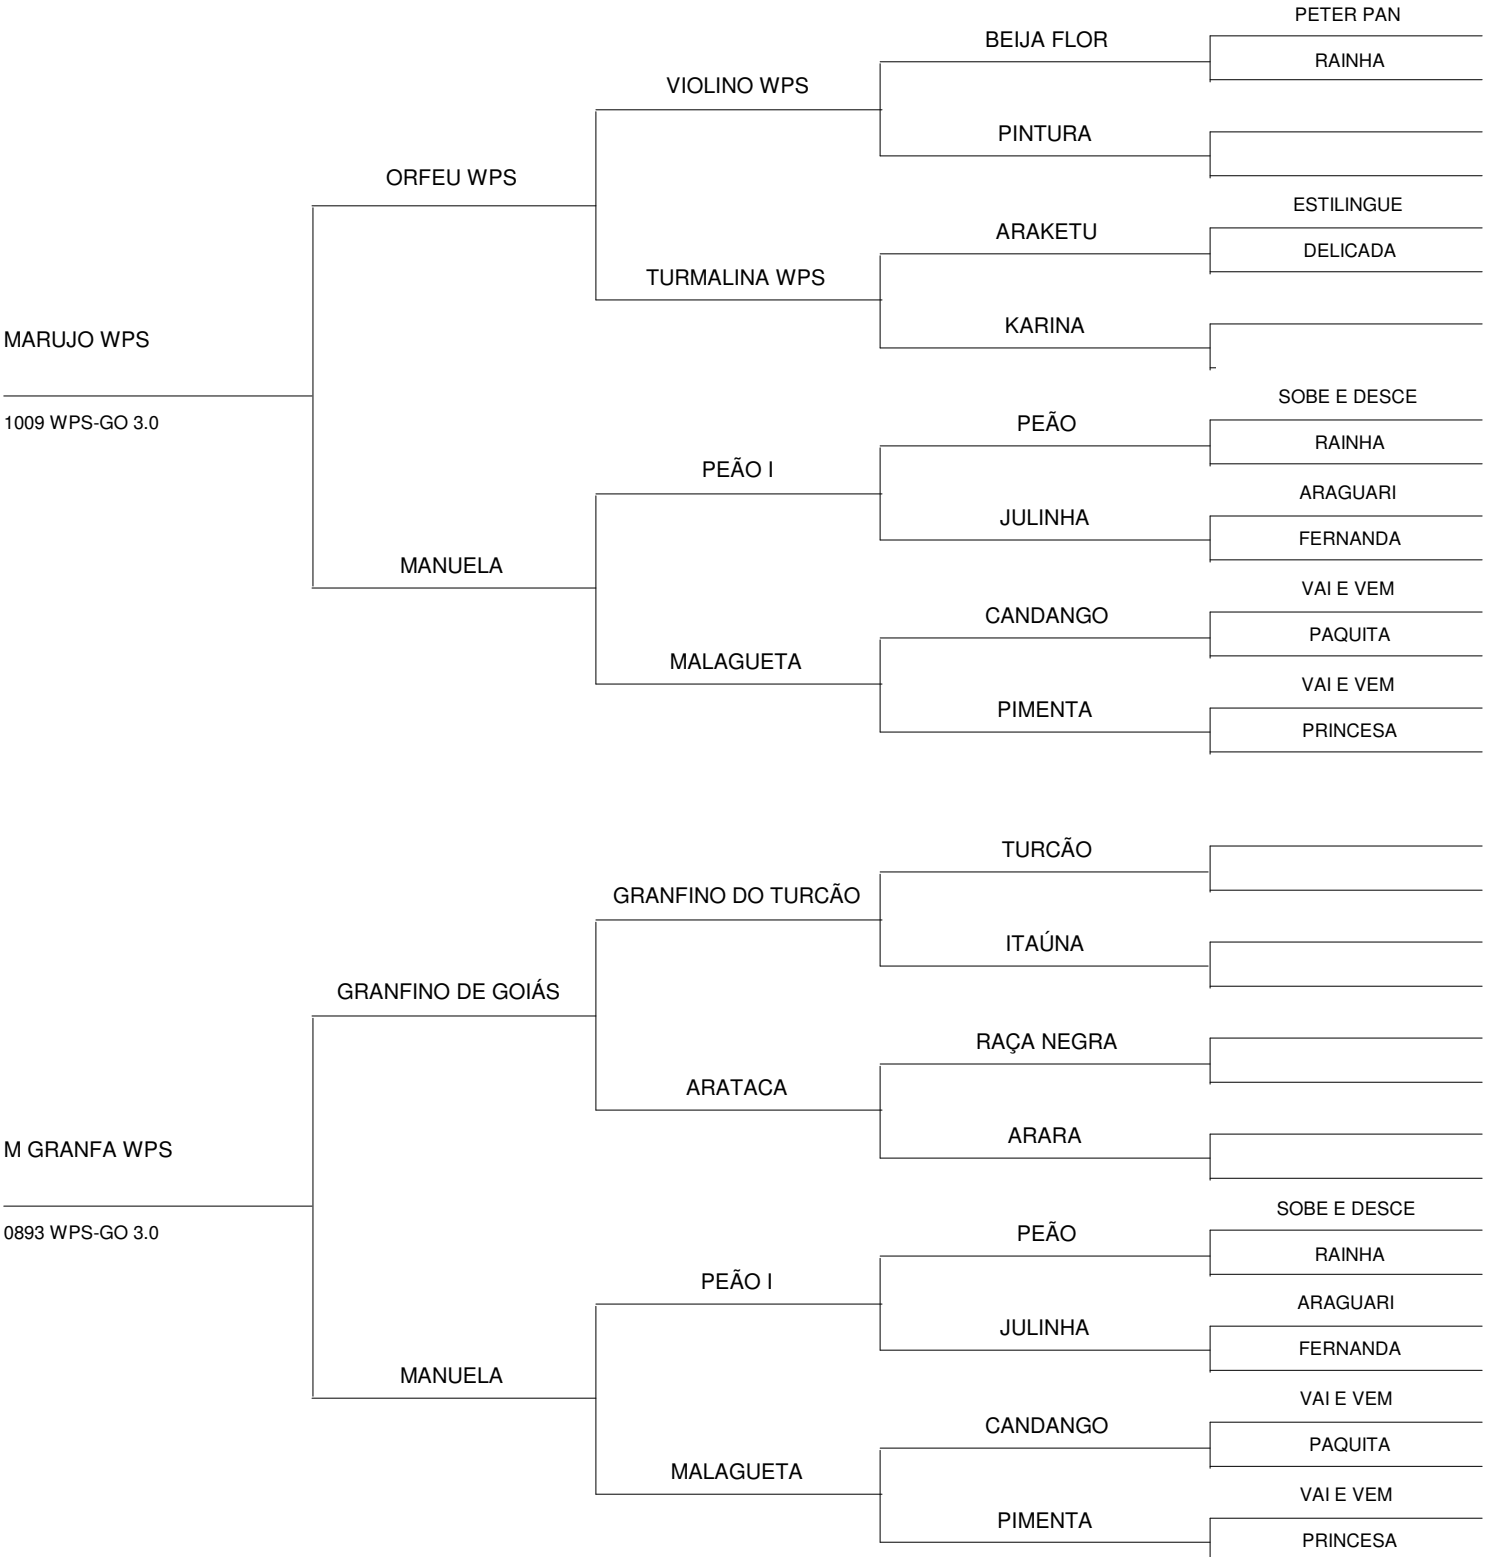 PETER PAN
BEIJA FLOR
RAINHA
VIOLINO WPS
PINTURA
ORFEU WPS
ESTILINGUE
ARAKETU
DELICADA
TURMALINA WPS
KARINA
MARUJO WPS
SOBE E DESCE
1009 WPS-GO 3.0
PEÃO
RAINHA
PEÃO I
ARAGUARI
JULINHA
FERNANDA
MANUELA
VAI E VEM
CANDANGO
PAQUITA
MALAGUETA
VAI E VEM
PIMENTA
PRINCESA
TURCÃO
GRANFINO DO TURCÃO
ITAÚNA
GRANFINO DE GOIÁS
RAÇA NEGRA
ARATACA
ARARA
M GRANFA WPS
SOBE E DESCE
0893 WPS-GO 3.0
PEÃO
RAINHA
PEÃO I
ARAGUARI
JULINHA
FERNANDA
MANUELA
VAI E VEM
CANDANGO
PAQUITA
MALAGUETA
VAI E VEM
PIMENTA
PRINCESA